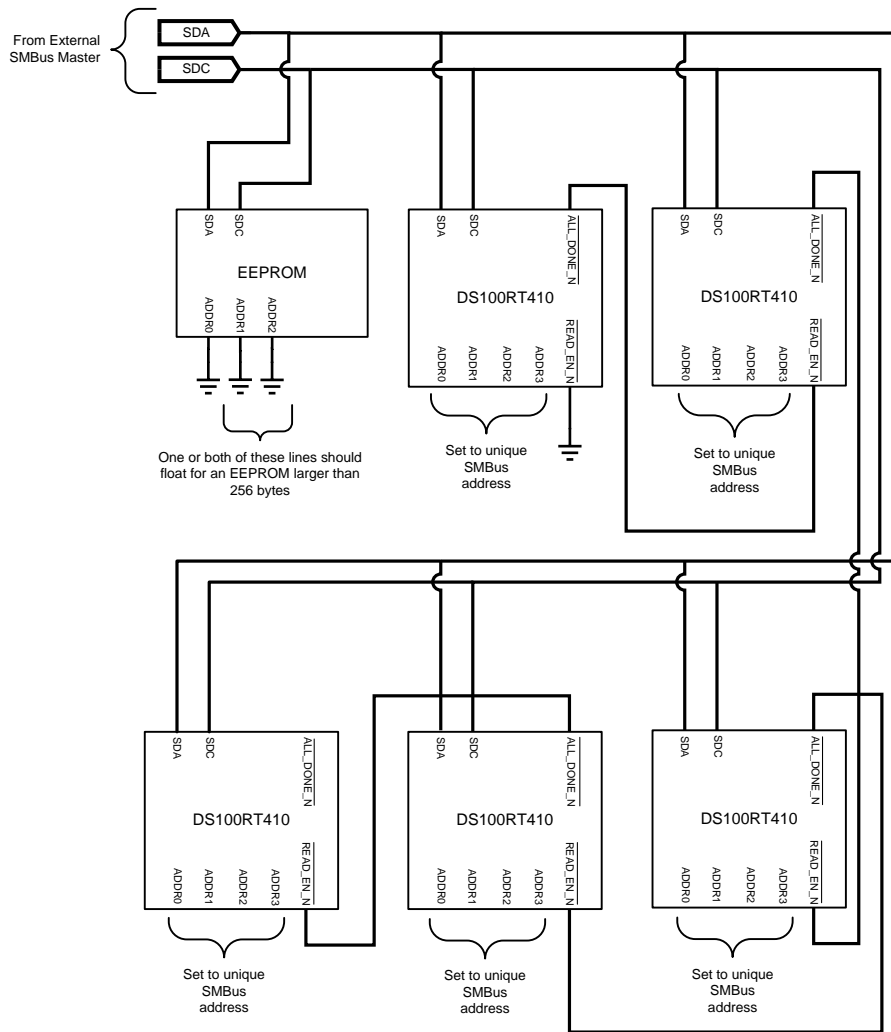 From External
SMBus Master
SDA
SDC
SDA
SDC
EEPROM
ADDR0
ADDR1
ADDR2
One or both of these lines should
float for an EEPROM larger than
256 bytes
SDA
SDC
ALL_DONE_N
DS100RT410
ADDR0
ADDR1
ADDR2
ADDR3
READ_EN_N
Set to unique
SMBus
address
SDA
SDC
ALL_DONE_N
DS100RT410
ADDR0
ADDR1
ADDR2
ADDR3
READ_EN_N
Set to unique
SMBus
address
SDA
SDC
ALL_DONE_N
DS100RT410
ADDR0
ADDR1
ADDR2
ADDR3
READ_EN_N
Set to unique
SMBus
address
SDA
SDC
ALL_DONE_N
DS100RT410
ADDR0
ADDR1
ADDR2
ADDR3
READ_EN_N
Set to unique
SMBus
address
SDA
SDC
ALL_DONE_N
DS100RT410
ADDR0
ADDR1
ADDR2
ADDR3
READ_EN_N
Set to unique
SMBus
address